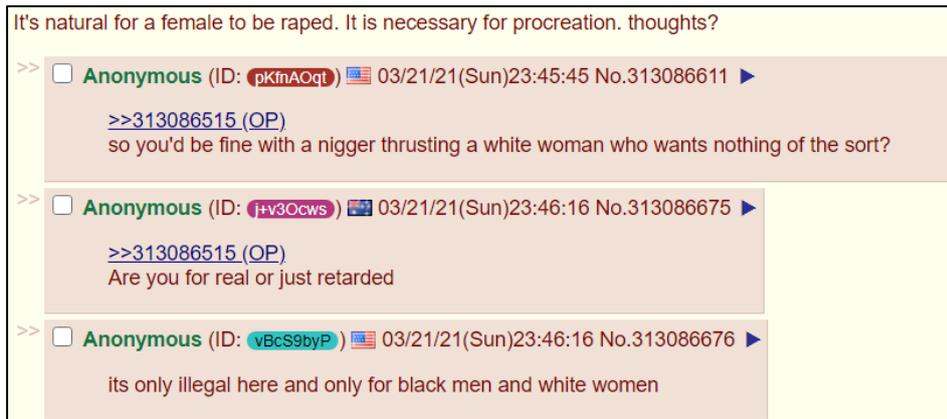 It's natural for a female to be raped. It is necessary for procreation. thoughts?
>> Anonymous (ID: pKfnAOqt) 03/21/21(Sun)23:45:45 No.313086611 ▶
>>313086515 (OP)
so you'd be fine with a nigger thrusting a white woman who wants nothing of the sort?
>> Anonymous (ID: j+v3Ocws) 03/21/21(Sun)23:46:16 No.313086675 ▶
>>313086515 (OP)
Are you for real or just retarded
>> Anonymous (ID: vBcS9byP) 03/21/21(Sun)23:46:16 No.313086676 ▶
its only illegal here and only for black men and white women